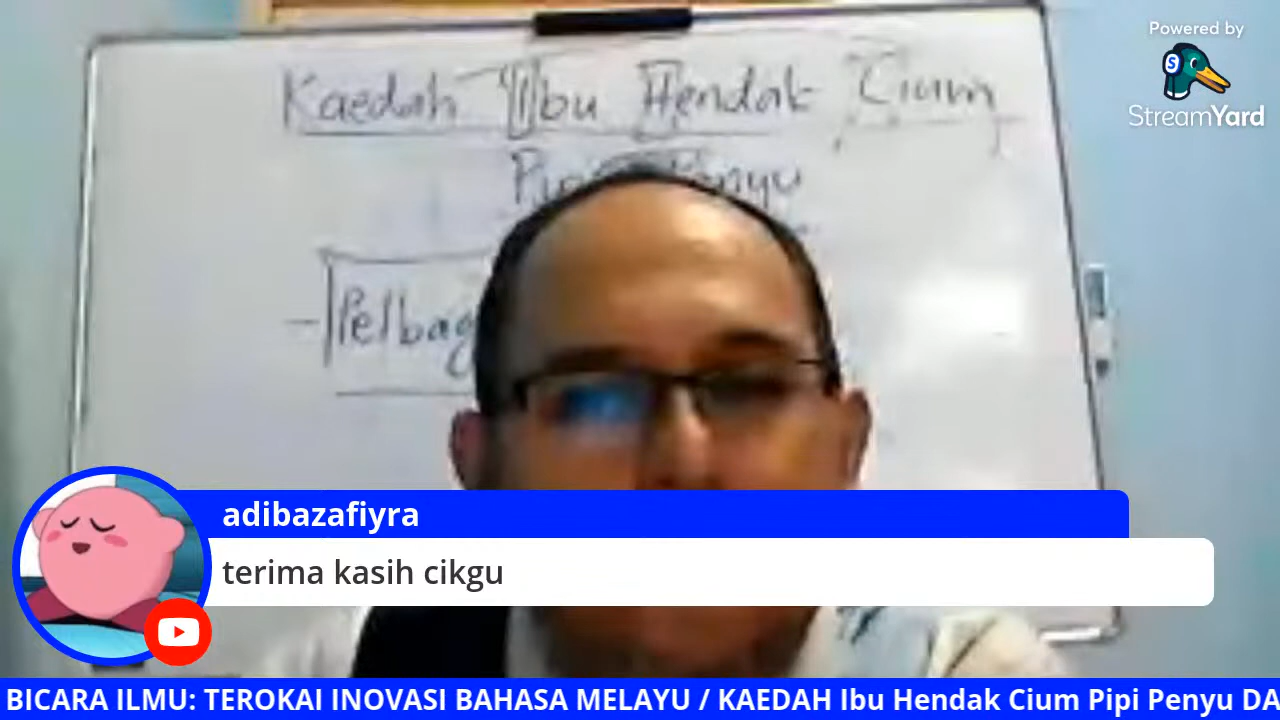 Powered by
StreamYard
Kaedah Ibu Hendak Cium
Pelbag
adibazafiyra
terima kasih cikgu
BICARA ILMU: TEROKAI INOVASI BAHASA MELAYU / KAEDAH Ibu Hendak Cium Pipi Penyu DA